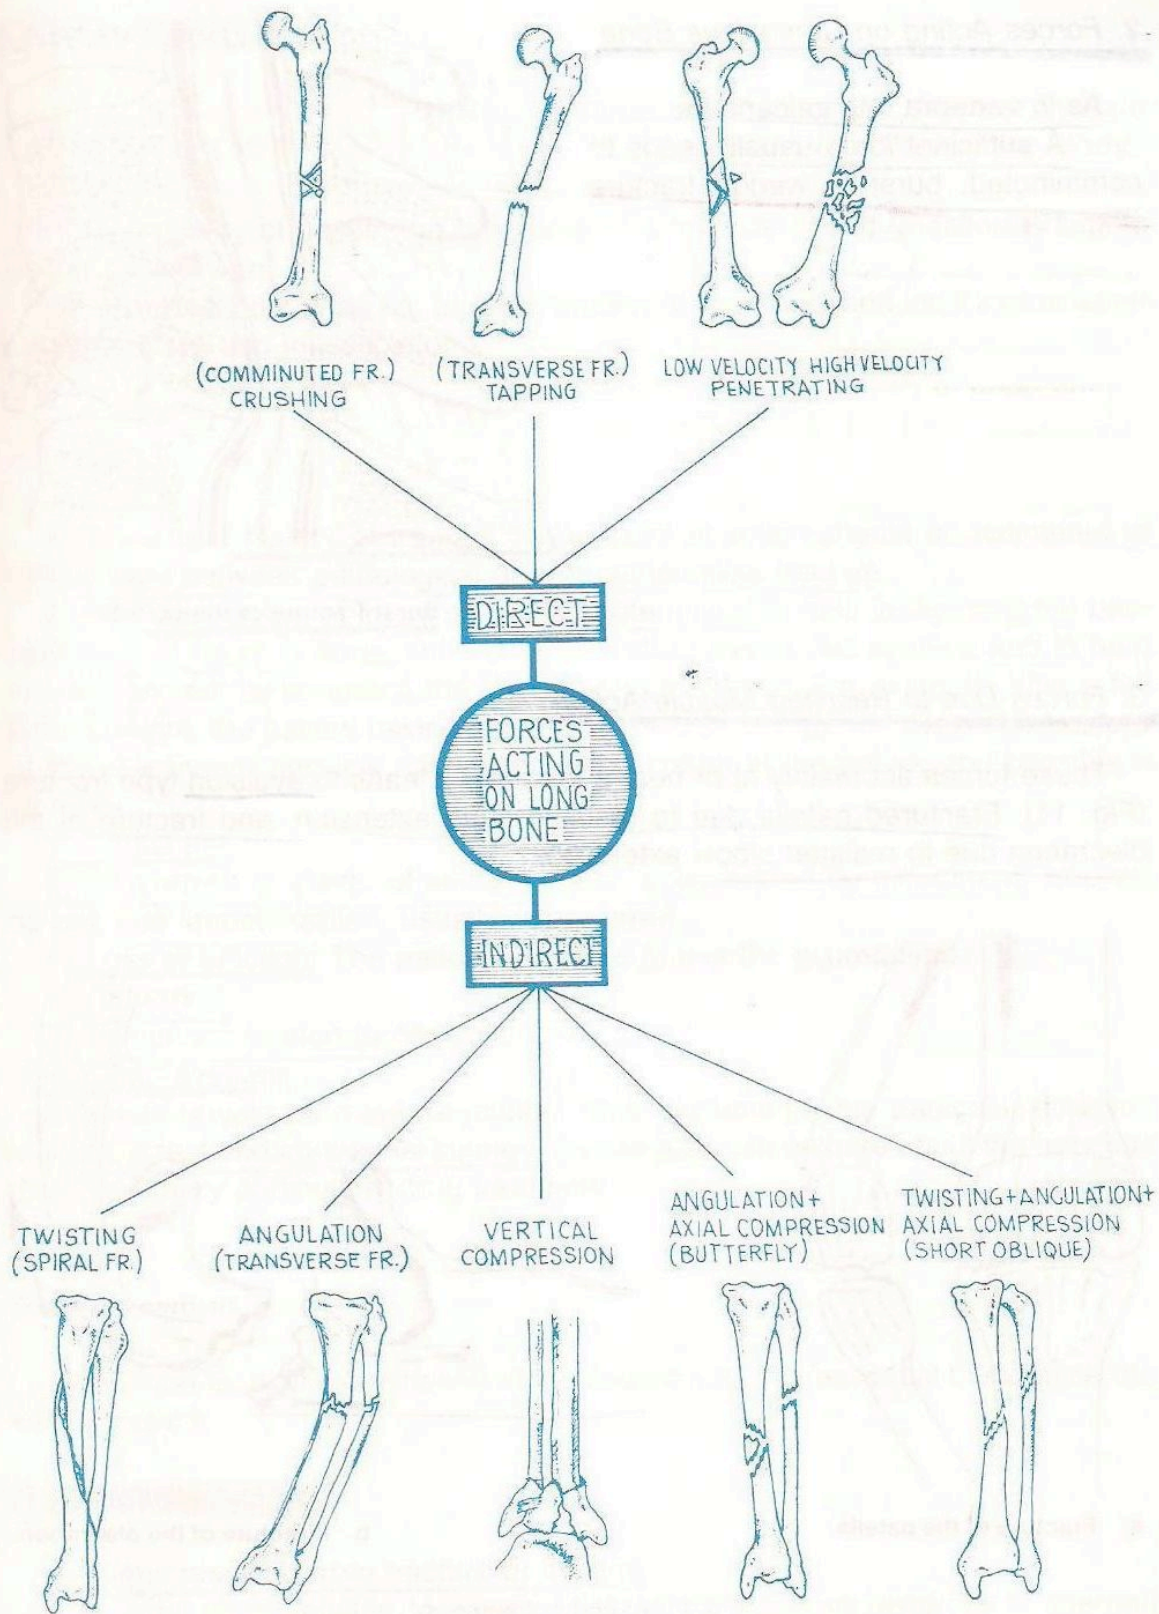 (COMMINUTED FR.)
CRUSHING
(TRANSVERSE FR.)
TAPPING
LOW VELOCITY HIGH VELOCITY
PENETRATING
DIRECT
FORCES
ACTING
ON LONG
BONE
INDIRECT
TWISTING
(SPIRAL FR.)
ANGULATION
(TRANSVERSE FR.)
VERTICAL
COMPRESSION
ANGULATION+
AXIAL COMPRESSION
(BUTTERFLY)
TWISTING+ANGULATION+
AXIAL COMPRESSION
(SHORT OBLIQUE)